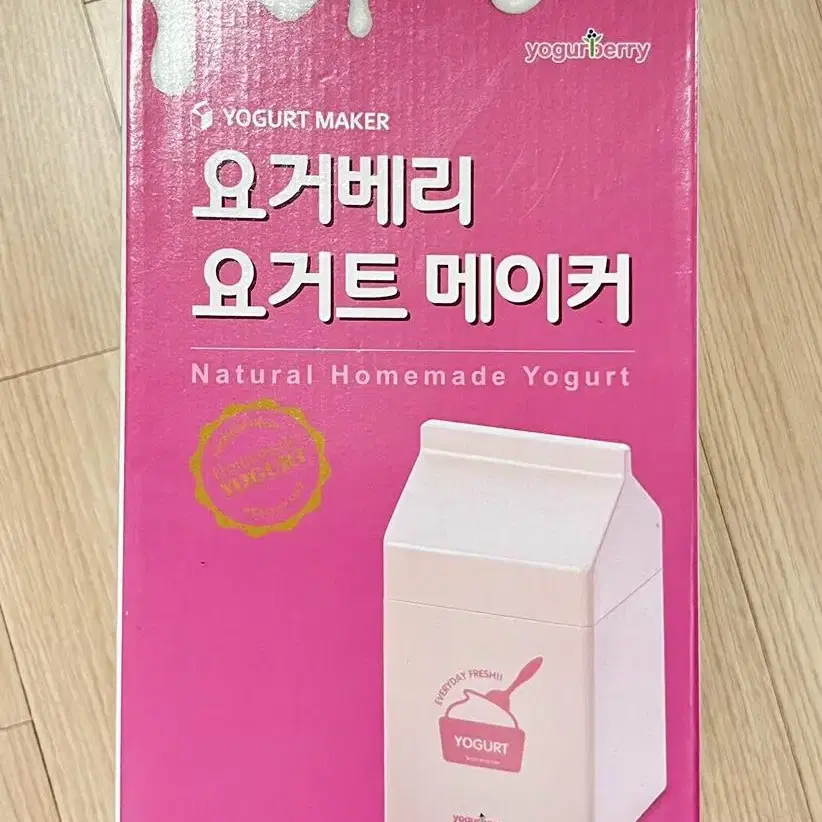 yogurberry
YOGURT MAKER
요거베리
요거트 메이커
Natural Homemade Yogurt
YOGURT
EVERYDAY FRESH!!
YOGURT
yogurberry